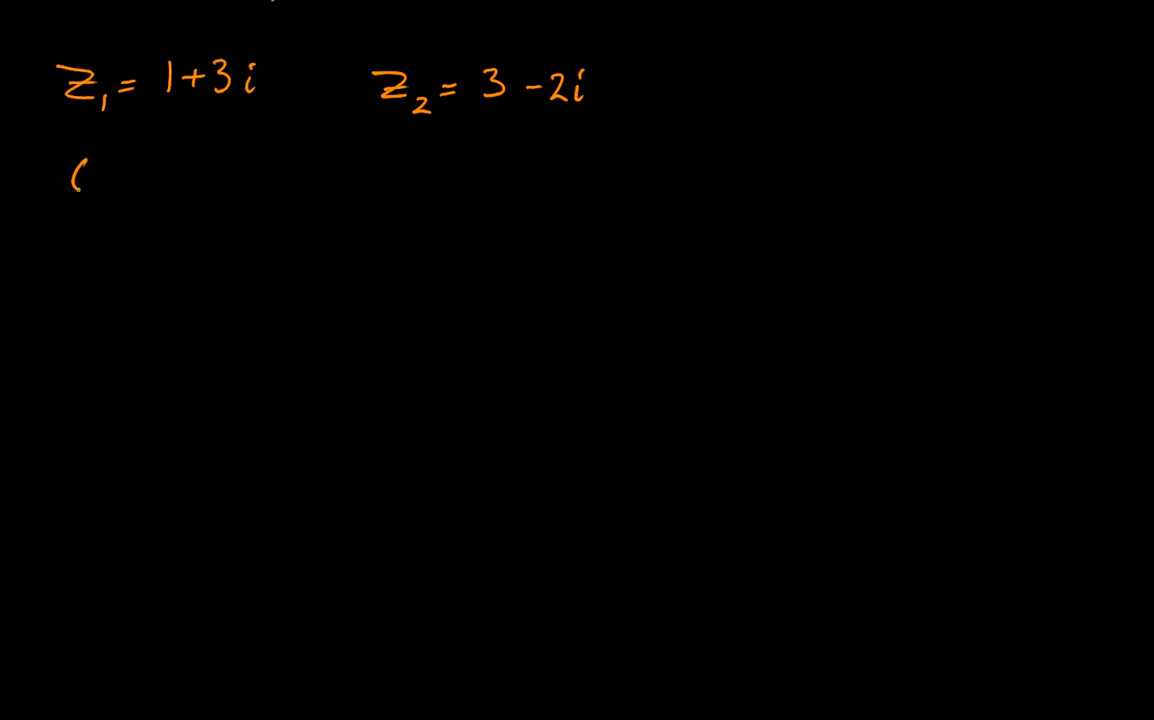 Z₁ = 1+3i Z₂ = 3 -2i
(